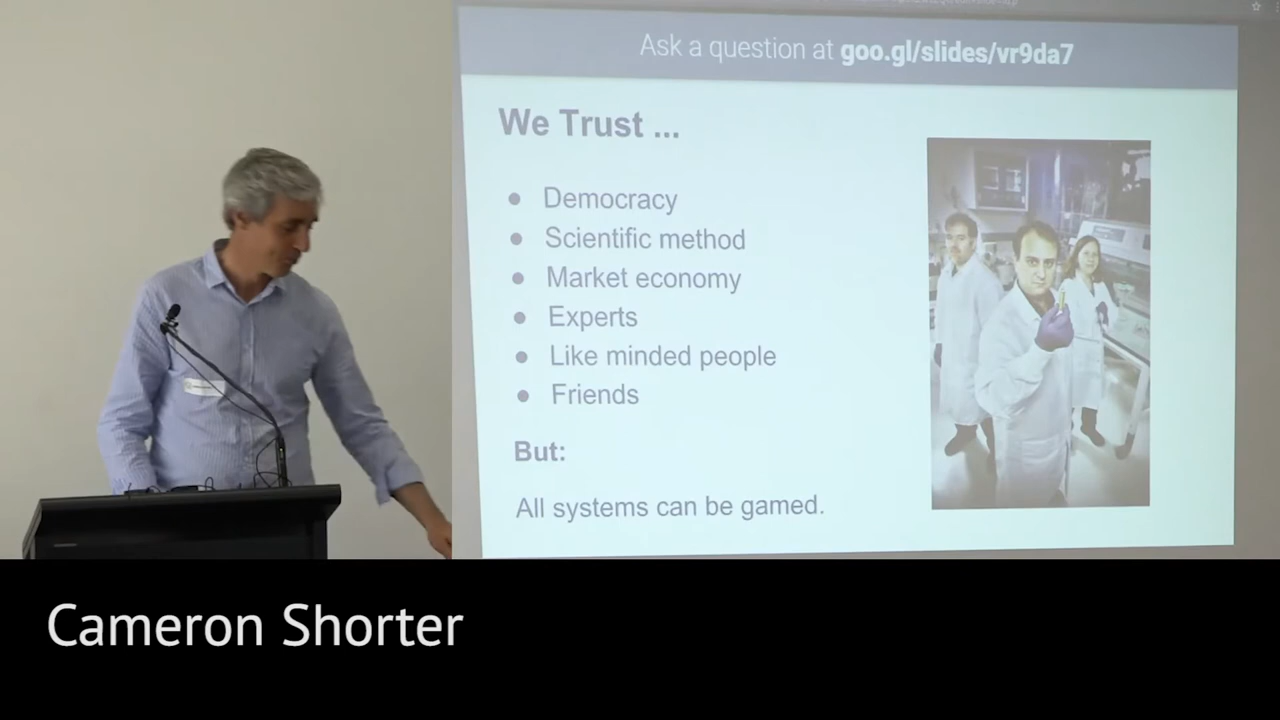 Ask a question at goo.gl/slides/vr9da7
We Trust ...
● Democracy
● Scientific method
● Market economy
● Experts
● Like minded people
● Friends
But:
All systems can be gamed.
Cameron Shorter